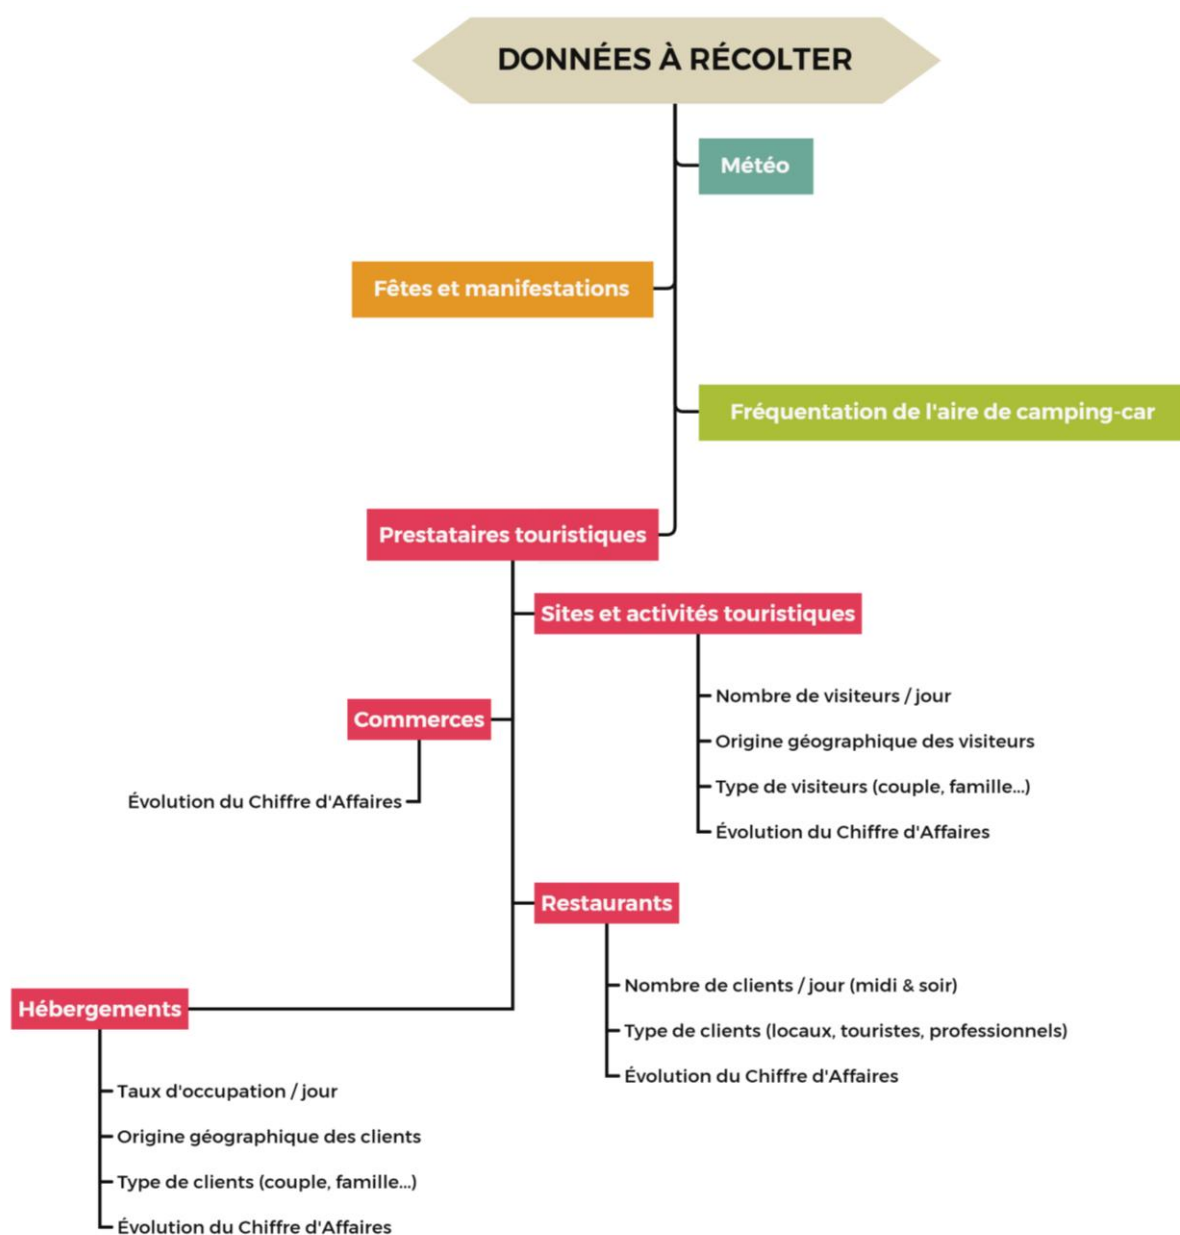 DONNÉES À RÉCOLTER
Météo
Fêtes et manifestations
Fréquentation de l'aire de camping-car
Prestataires touristiques
Sites et activités touristiques
Nombre de visiteurs / jour
Origine géographique des visiteurs
Type de visiteurs (couple, famille...)
Évolution du Chiffre d'Affaires
Commerces
Évolution du Chiffre d'Affaires
Restaurants
Nombre de clients / jour (midi & soir)
Type de clients (locaux, touristes, professionnels)
Évolution du Chiffre d'Affaires
Hébergements
Taux d'occupation / jour
Origine géographique des clients
Type de clients (couple, famille...)
Évolution du Chiffre d'Affaires